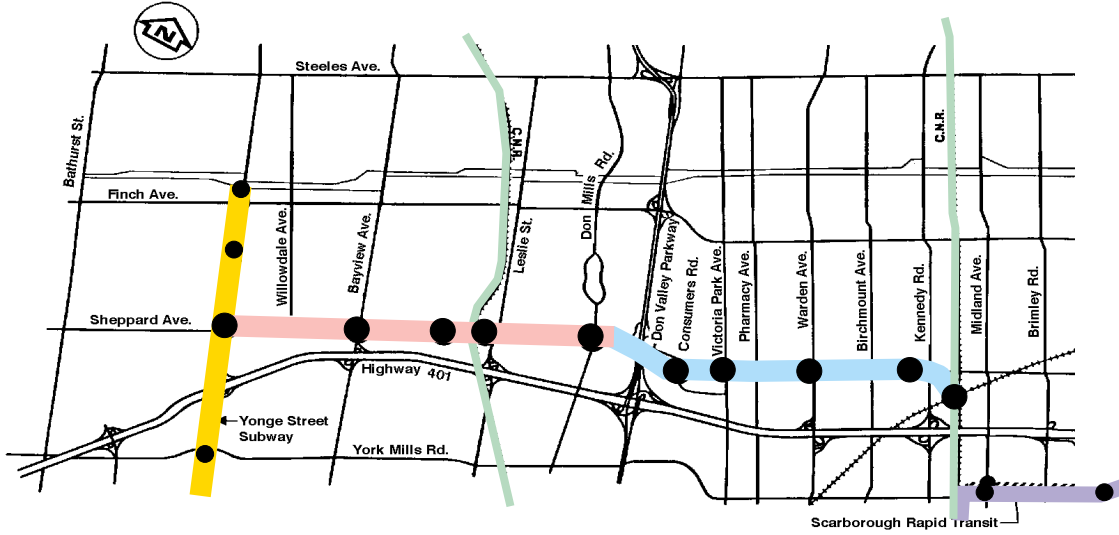 N
Steeles Ave.
Bathurst St.
C.N.R.
C.N.R.
Don Mills Rd.
Finch Ave.
Willowdale Ave.
Bayview Ave.
Leslie St.
Don Valley Parkway
Consumers Rd.
Victoria Park Ave.
Pharmacy Ave.
Warden Ave.
Birchmount Ave.
Kennedy Rd.
Midland Ave.
Brimley Rd.
Sheppard Ave.
Highway 401
Yonge Street
Subway
York Mills Rd.
Scarborough Rapid Transit